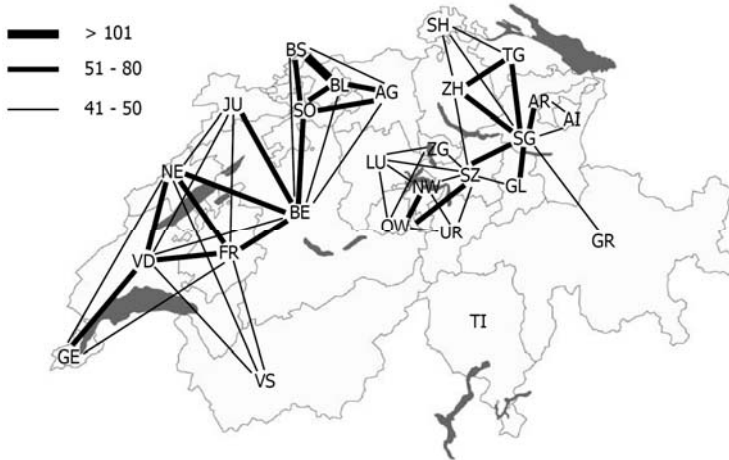 > 101
51 - 80
41 - 50
SH
BS
TG
BL
ZH
AG
JU
SO
AR
AI
SG
ZG
LU
NE
SZ
NW
GL
BE
OW
UR
GR
FR
VD
TI
GE
VS